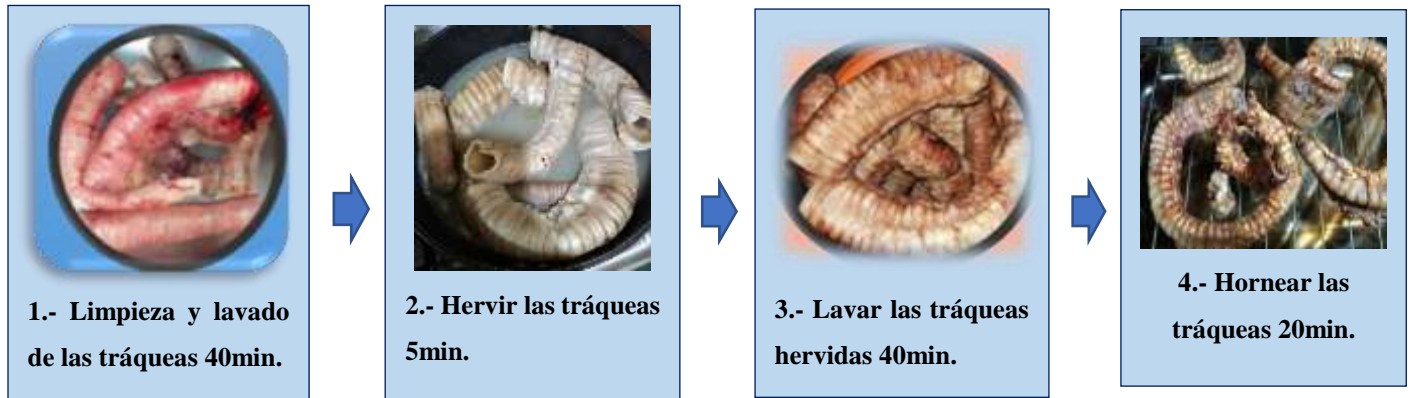 1.- Limpieza y lavado
de las tráqueas 40min.
2.- Hervir las tráqueas
5min.
3.- Lavar las tráqueas
hervidas 40min.
4.- Hornear las
tráqueas 20min.